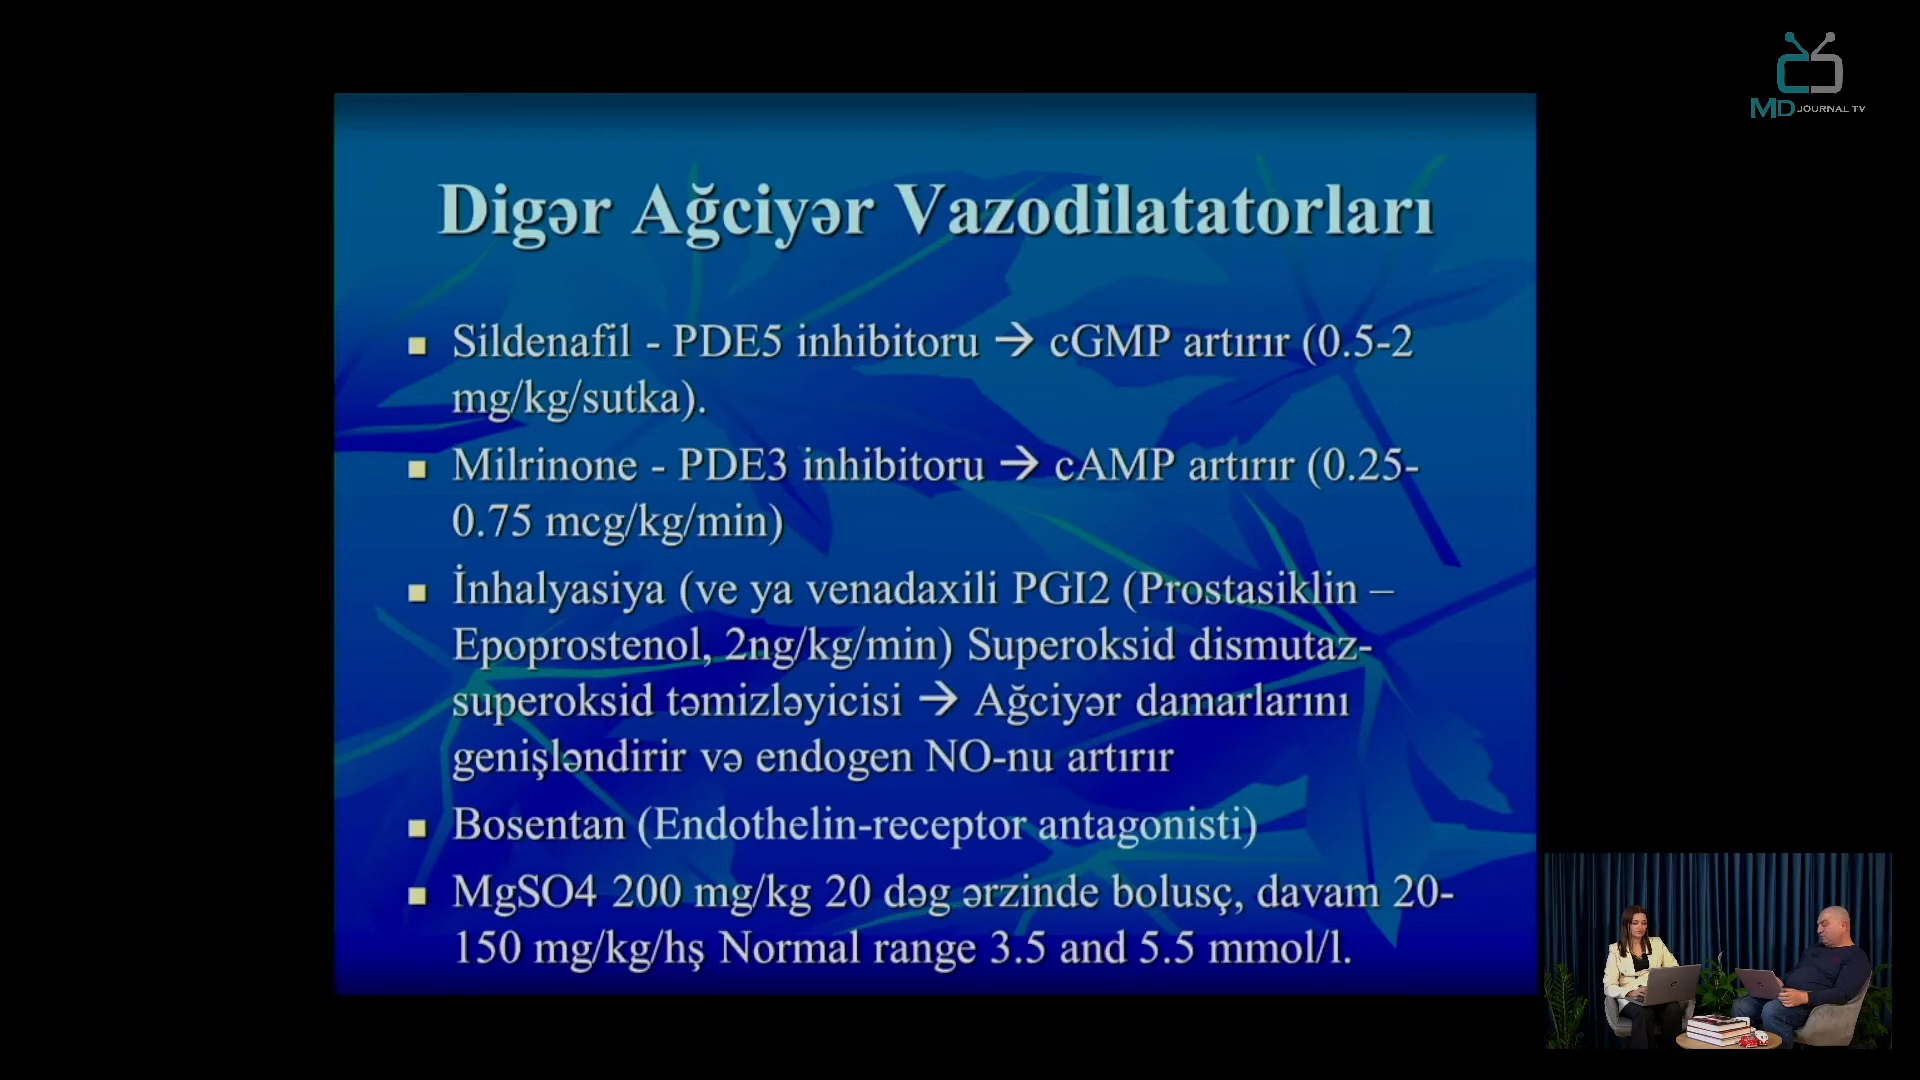 MD JOURNAL TV
Digər Ağciyər Vazodilatatorları
Sildenafil - PDE5 inhibitoru → cGMP artırır (0.5-2
mg/kg/sutka).
Milrinone - PDE3 inhibitoru → cAMP artırır (0.25-
0.75 mcg/kg/min)
İnhalyasiya (ve ya venadaxili PGI2 (Prostasiklin –
Epoprostenol, 2ng/kg/min) Superoksid dismutaz-
superoksid təmizləyicisi → Ağciyər damarlarını
genişləndirir və endogen NO-nu artırır
Bosentan (Endothelin-receptor antagonisti)
MgSO4 200 mg/kg 20 dəg ərzinde bolusç, davam 20-
150 mg/kg/hş Normal range 3.5 and 5.5 mmol/l.